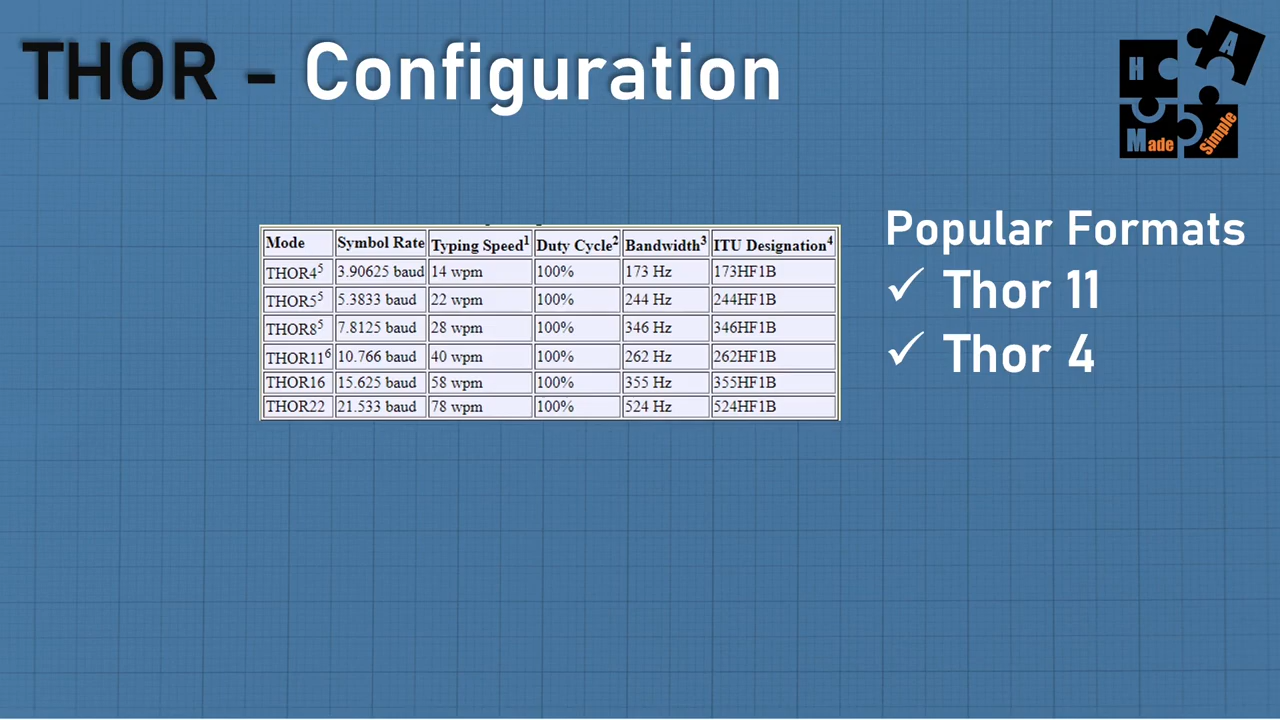 THOR - Configuration
H A
Made Simple
Mode Symbol Rate Typing Speed1 Duty Cycle2 Bandwidth3 ITU Designation4
THOR45 3.90625 baud 14 wpm 100% 173 Hz 173HF1B
THOR55 5.3833 baud 22 wpm 100% 244 Hz 244HF1B
THOR85 7.8125 baud 28 wpm 100% 346 Hz 346HF1B
THOR116 10.766 baud 40 wpm 100% 262 Hz 262HF1B
THOR16 15.625 baud 58 wpm 100% 355 Hz 355HF1B
THOR22 21.533 baud 78 wpm 100% 524 Hz 524HF1B
Popular Formats
✓ Thor 11
✓ Thor 4